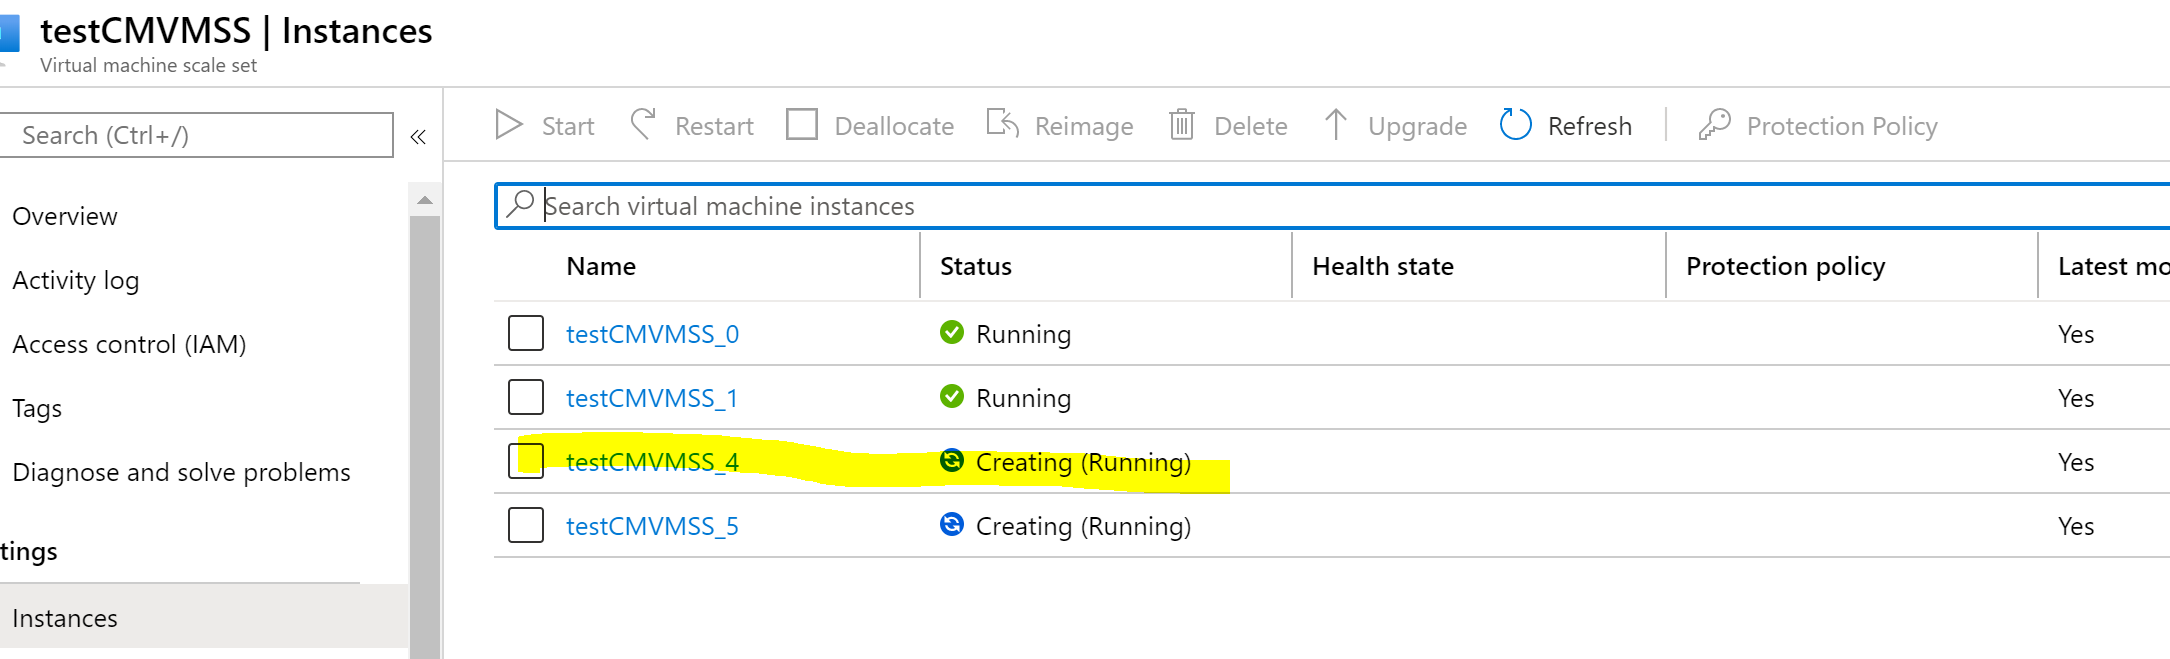 testCMVMSS | Instances
Virtual machine scale set
Search (Ctrl+/)
«
Overview
Activity log
Access control (IAM)
Tags
Diagnose and solve problems
tings
Instances
Start Restart Deallocate Reimage Delete Upgrade Refresh Protection Policy
Search virtual machine instances
Name Status Health state Protection policy Latest mo
testCMVMSS_0 Running Yes
testCMVMSS_1 Running Yes
testCMVMSS_4 Creating (Running) Yes
testCMVMSS_5 Creating (Running) Yes